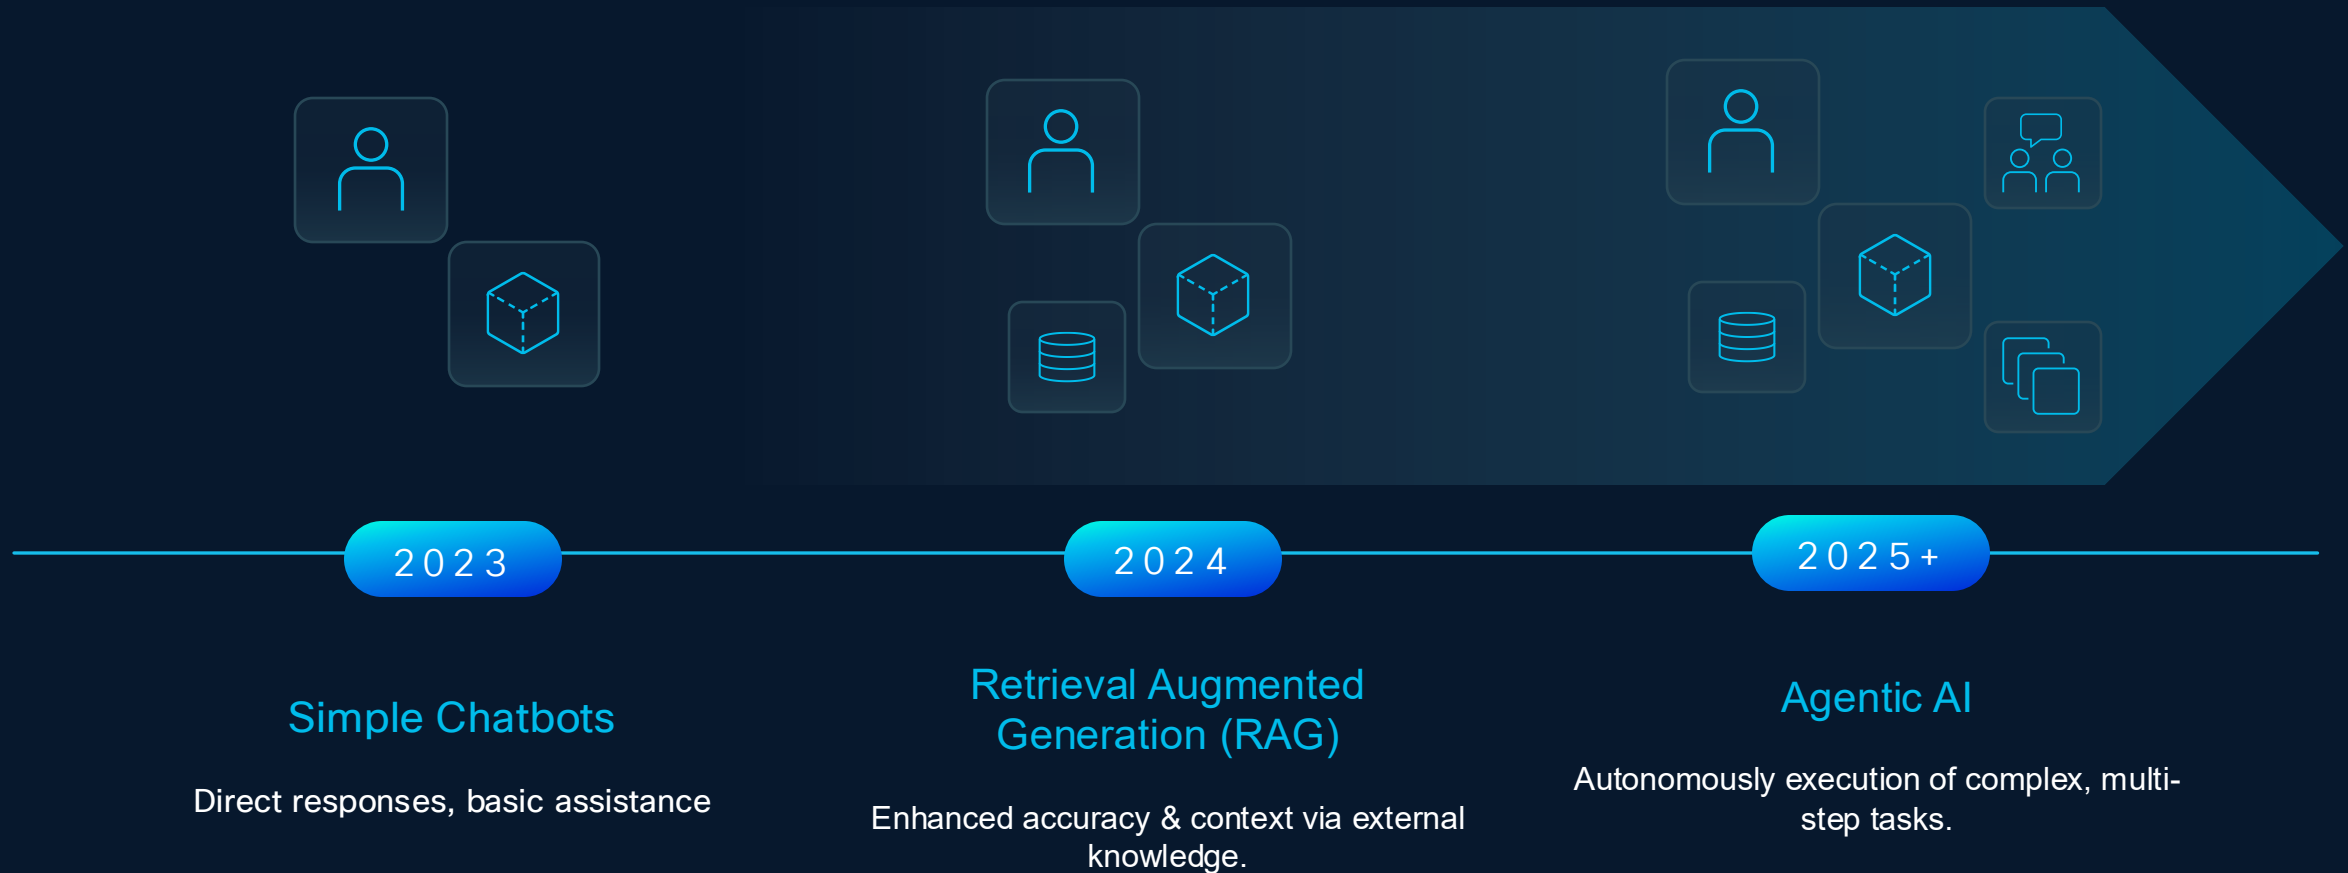 2023
2024
2025+
Simple Chatbots
Direct responses, basic assistance
Retrieval Augmented
Generation (RAG)
Enhanced accuracy & context via external
knowledge.
Agentic AI
Autonomously execution of complex, multi-
step tasks.